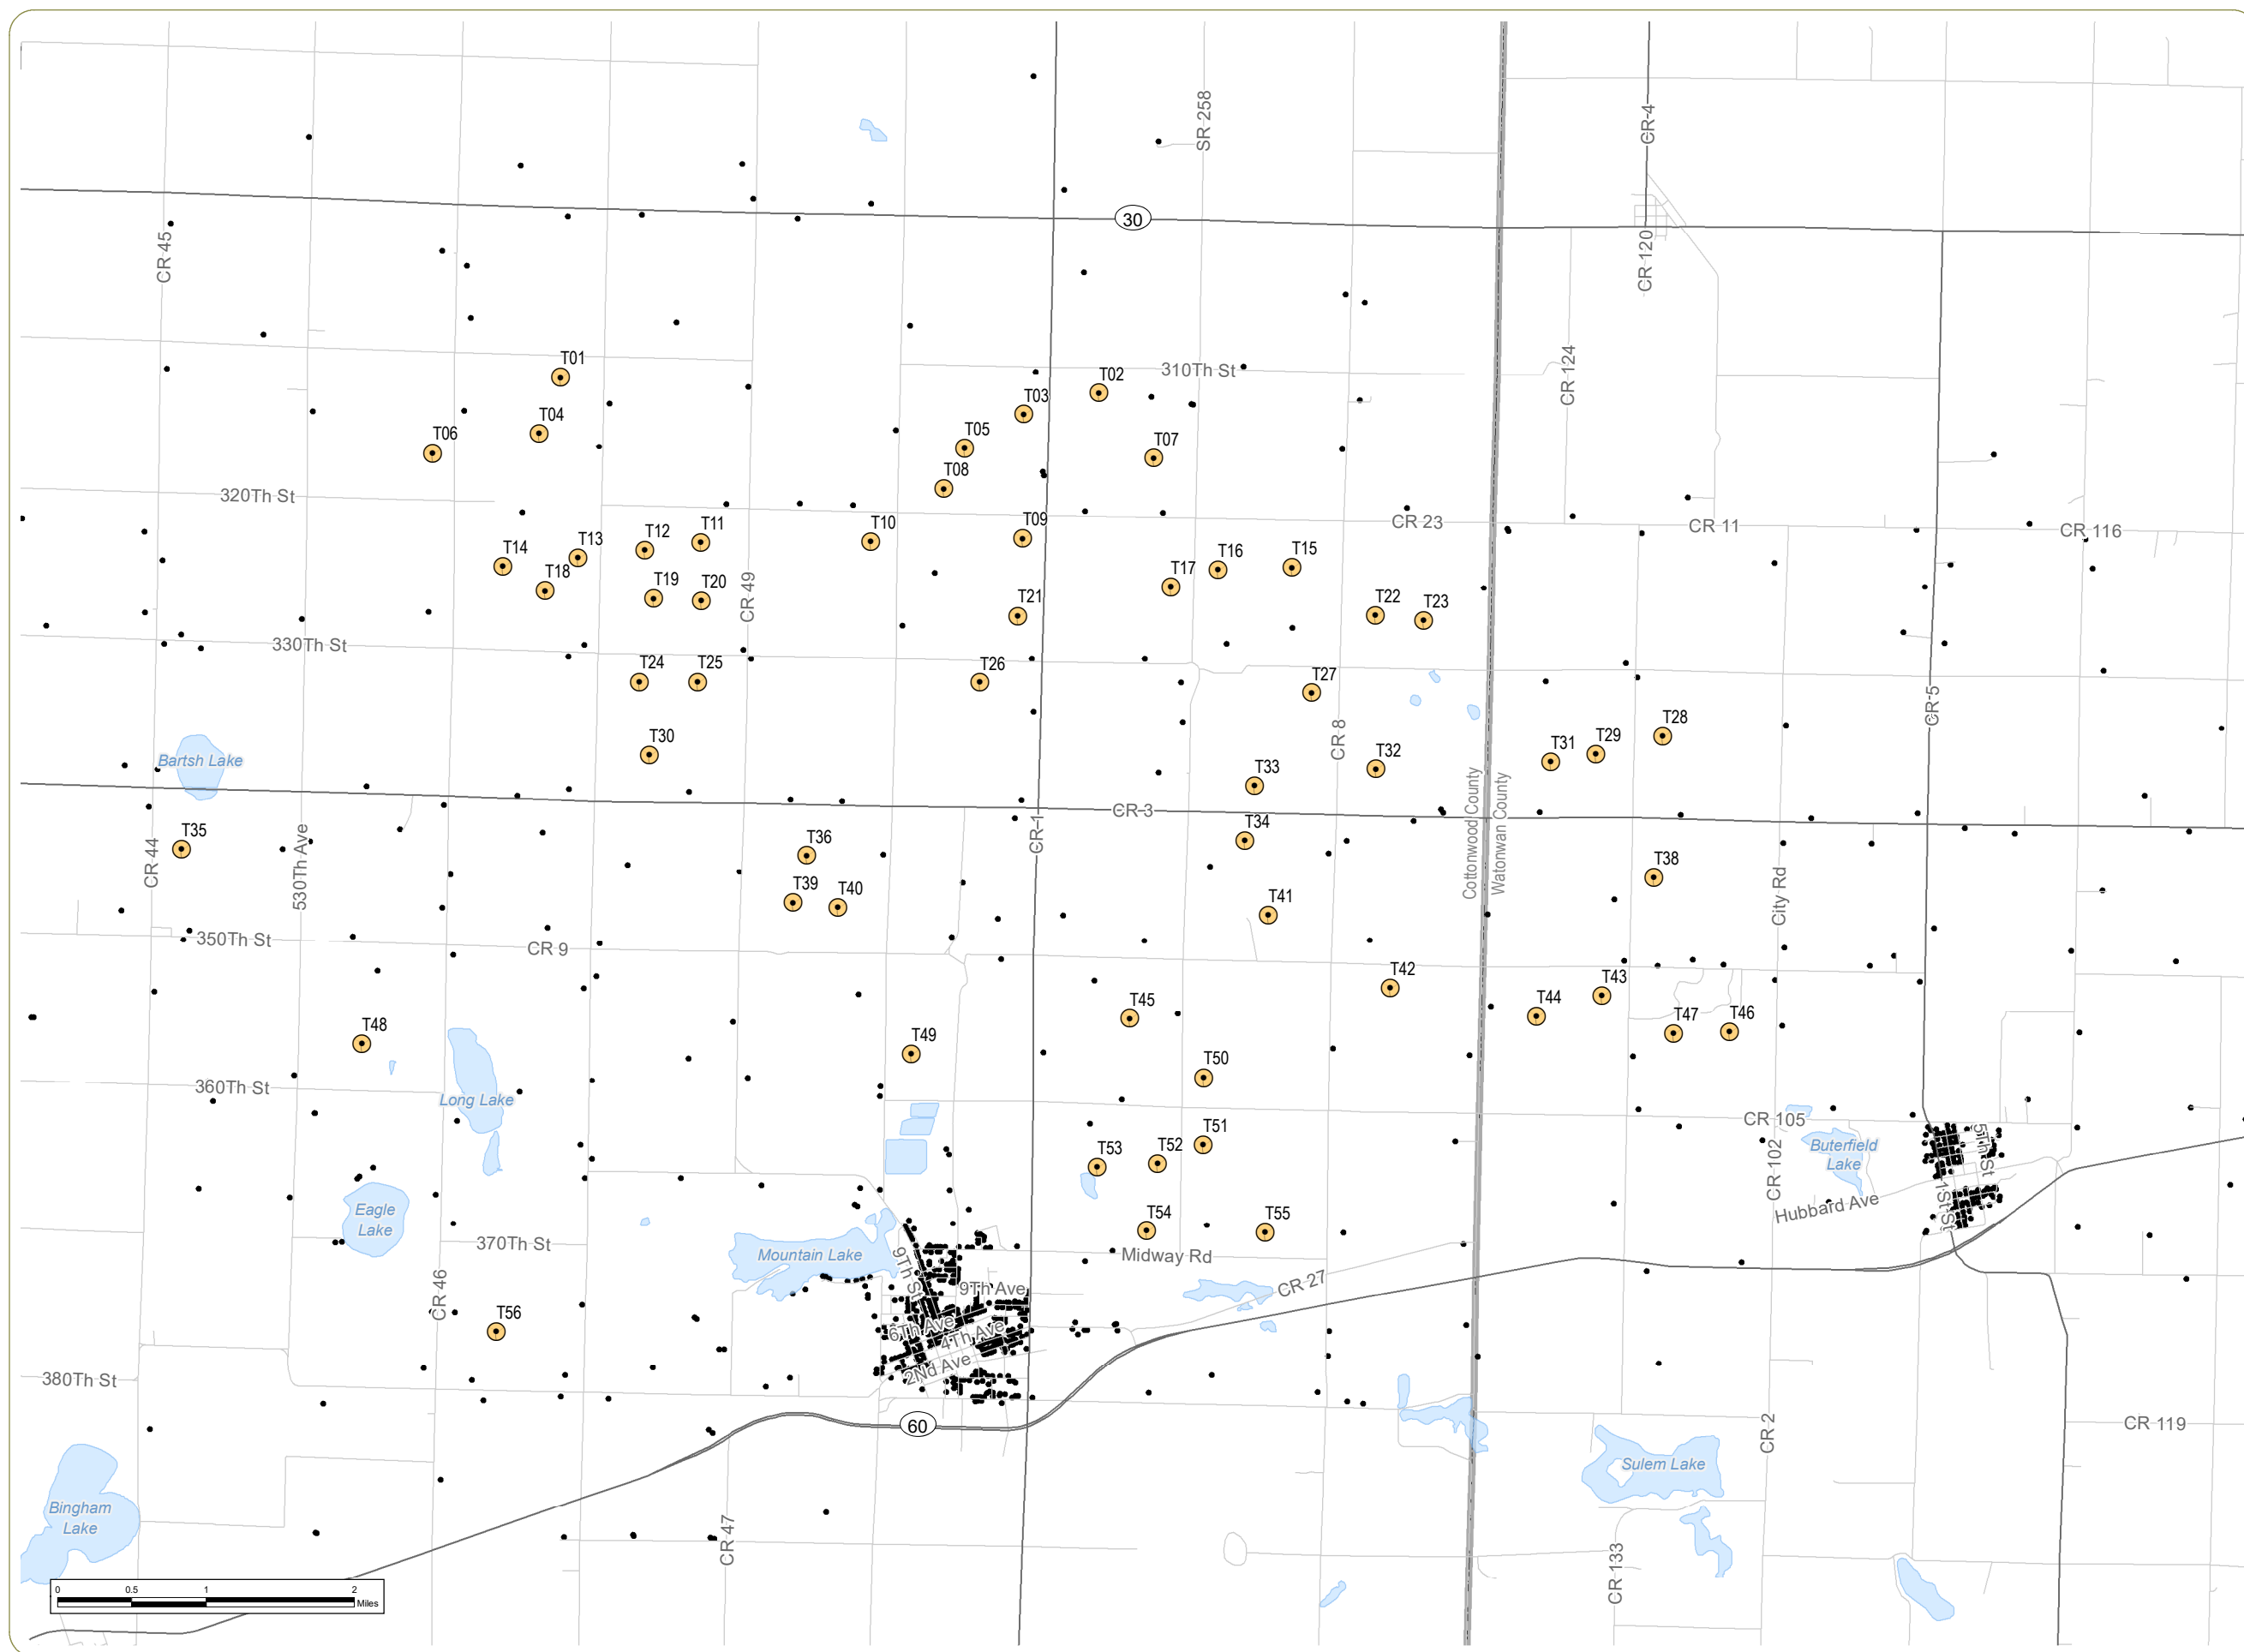 SR 258
CR 4
30
CR 45
CR 120
T01
T02
310Th St
CR 124
T03
T04
T05
T06
T07
T08
320Th St
T09
T10
T11
T12
T13
T14
CR 23
CR 11
CR 116
T15
T16
T17
T18
T19
T20
CR 49
T21
T22
T23
330Th St
T24
T25
T26
T27
CR 5
T28
T29
T30
T31
T32
T33
CR 8
Bartsh Lake
CR 3
Cottonwood County
Watonwan County
T34
T35
CR 44
530Th Ave
CR 1
T36
T38
T39
T40
T41
City Rd
350Th St
CR 9
T42
T43
T44
T45
T46
T47
T48
T49
T50
360Th St
Long Lake
CR 105
T51
T52
T53
5Th St
Buterfield
Lake
CR 102
1St St
Hubbard Ave
Eagle
Lake
T54
T55
370Th St
Mountain Lake
Midway Rd
9Th St
CR 27
9Th Ave
CR 46
T56
6Th Ave
4Th Ave
2Nd Ave
380Th St
60
CR 2
CR 119
Sulem Lake
Bingham
Lake
CR 47
CR 133
0 0.5 1 2
Miles